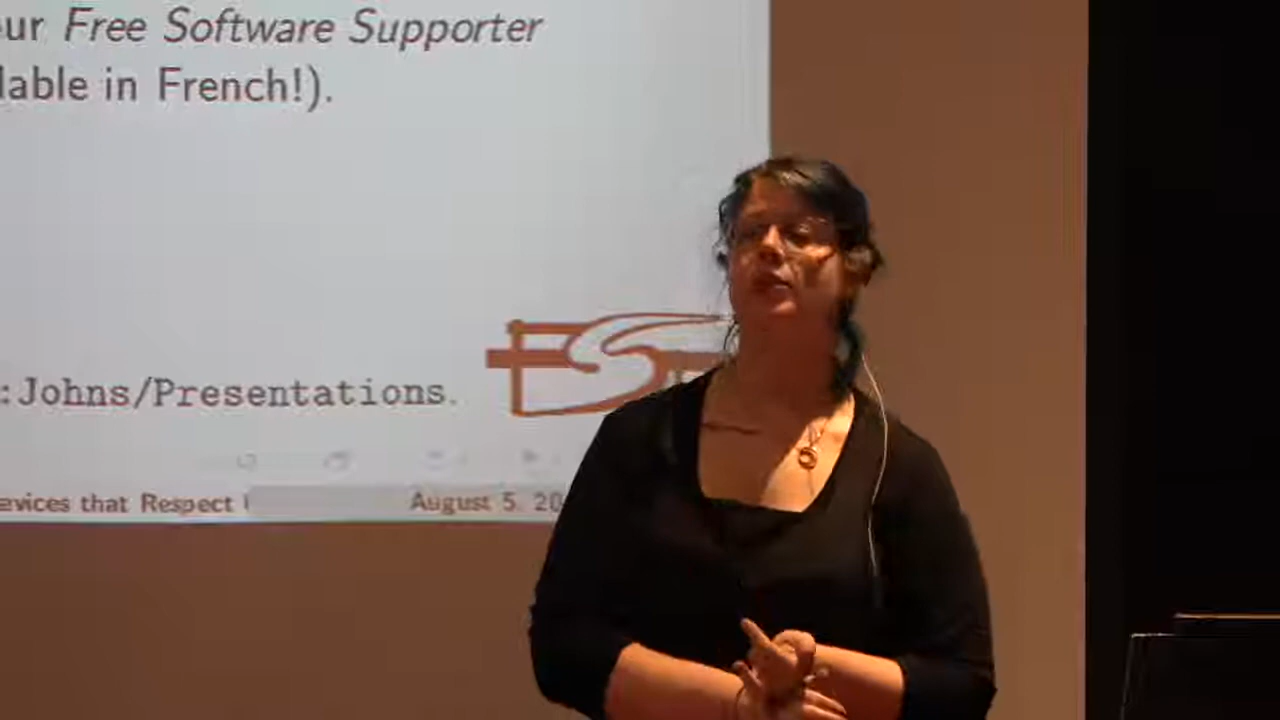 ur Free Software Supporter
lable in French!).
:Johns/Presentations.
evices that Respect
August 5, 20